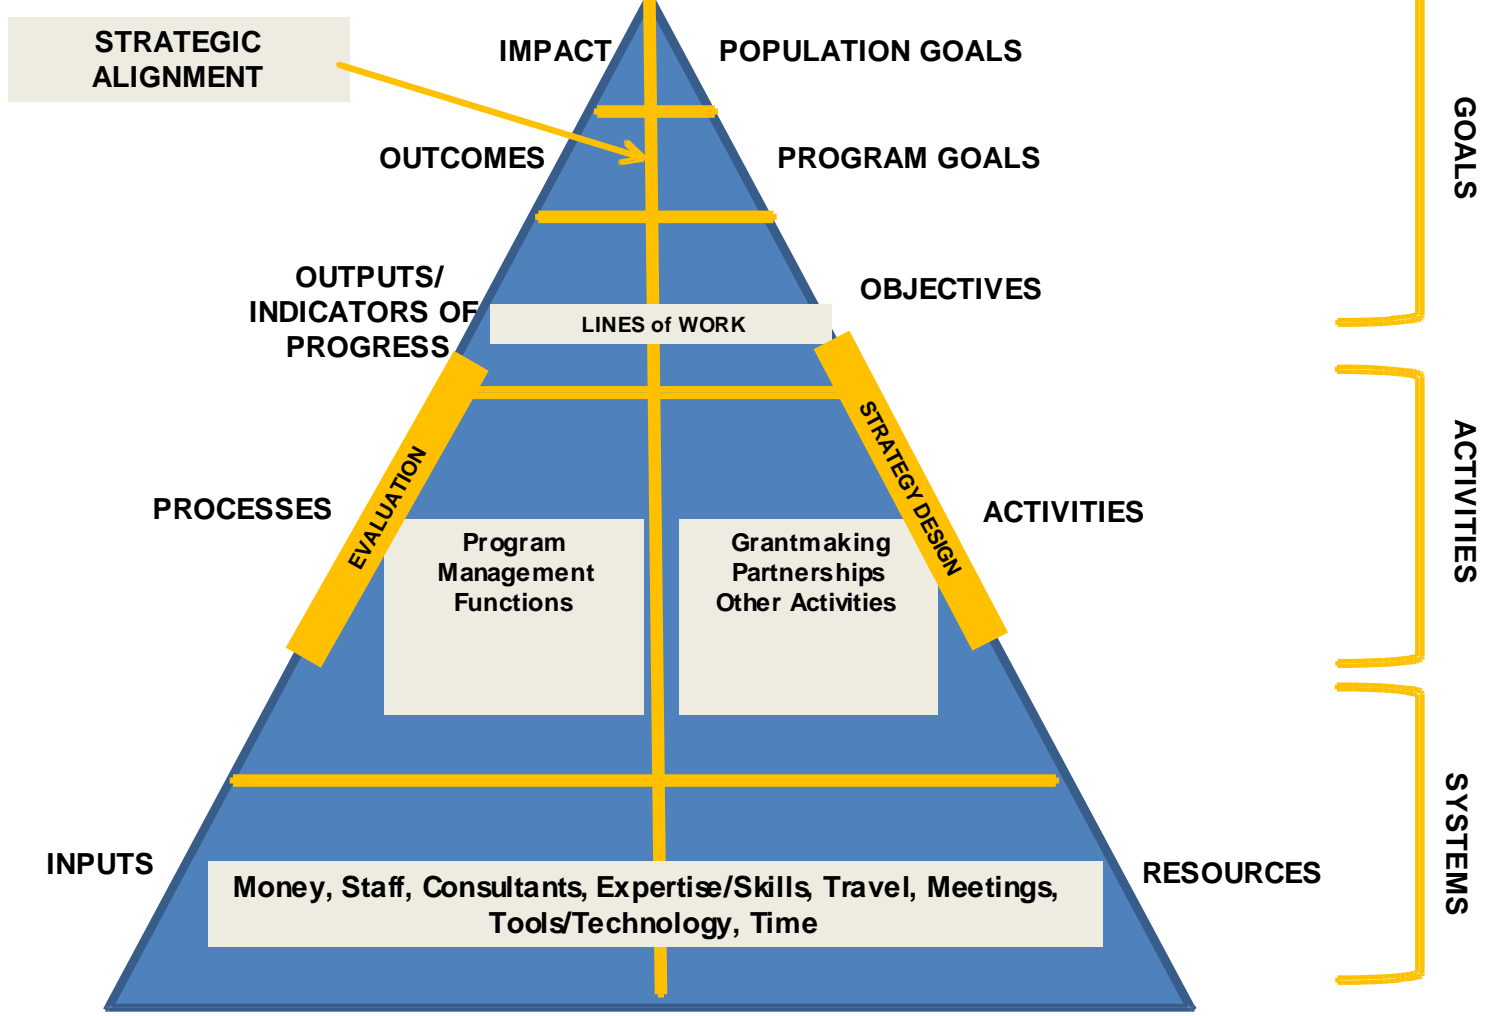 STRATEGIC
ALIGNMENT
IMPACT
POPULATION GOALS
OUTCOMES
PROGRAM GOALS
GOALS
OUTPUTS/
INDICATORS OF
PROGRESS
OBJECTIVES
LINES of WORK
EVALUATION
STRATEGY DESIGN
PROCESSES
ACTIVITIES
ACTIVITIES
Program
Management
Functions
Grantmaking
Partnerships
Other Activities
INPUTS
RESOURCES
SYSTEMS
Money, Staff, Consultants, Expertise/Skills, Travel, Meetings,
Tools/Technology, Time